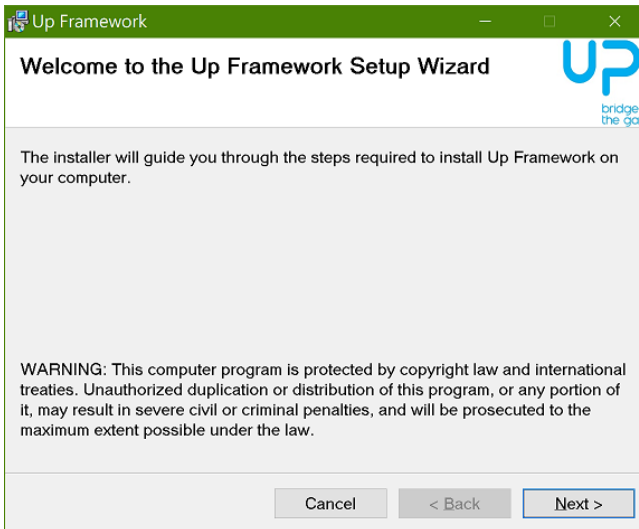 Up Framework
Welcome to the Up Framework Setup Wizard
UP
bridge
the ga
The installer will guide you through the steps required to install Up Framework on
your computer.
WARNING: This computer program is protected by copyright law and international
treaties. Unauthorized duplication or distribution of this program, or any portion of
it, may result in severe civil or criminal penalties, and will be prosecuted to the
maximum extent possible under the law.
Cancel < Back Next >